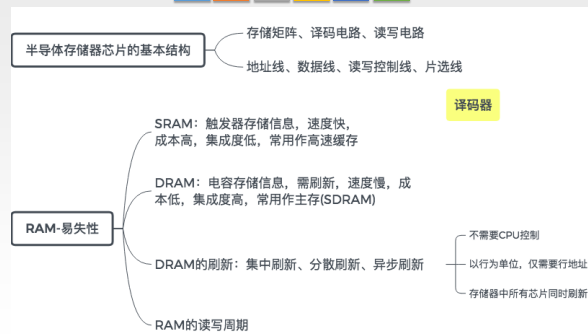 半导体存储器芯片的基本结构
存储矩阵、译码电路、读写电路
地址线、数据线、读写控制线、片选线
译码器
RAM-易失性
SRAM：触发器存储信息，速度快，
成本高，集成度低，常用作高速缓存
DRAM：电容存储信息，需刷新，速度慢，成
本低，集成度高，常用作主存(SDRAM)
DRAM的刷新：集中刷新、分散刷新、异步刷新
不需要CPU控制
以行为单位，仅需要行地址
存储器中所有芯片同时刷新
RAM的读写周期